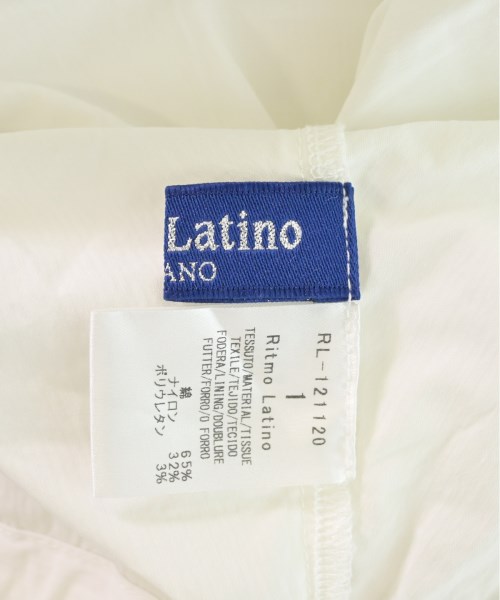 Latino
ANO
RL-121120
1
Ritmo Latino
TESSUTO/MATERIAL/TISSUE
TEXILE/TEJIDO/TECIDO
FODERA/LINING/DOUBLURE
FUTTER/FORRO/O FORRO
綿 65%
ナイロン 32%
ポリウレタン 3%